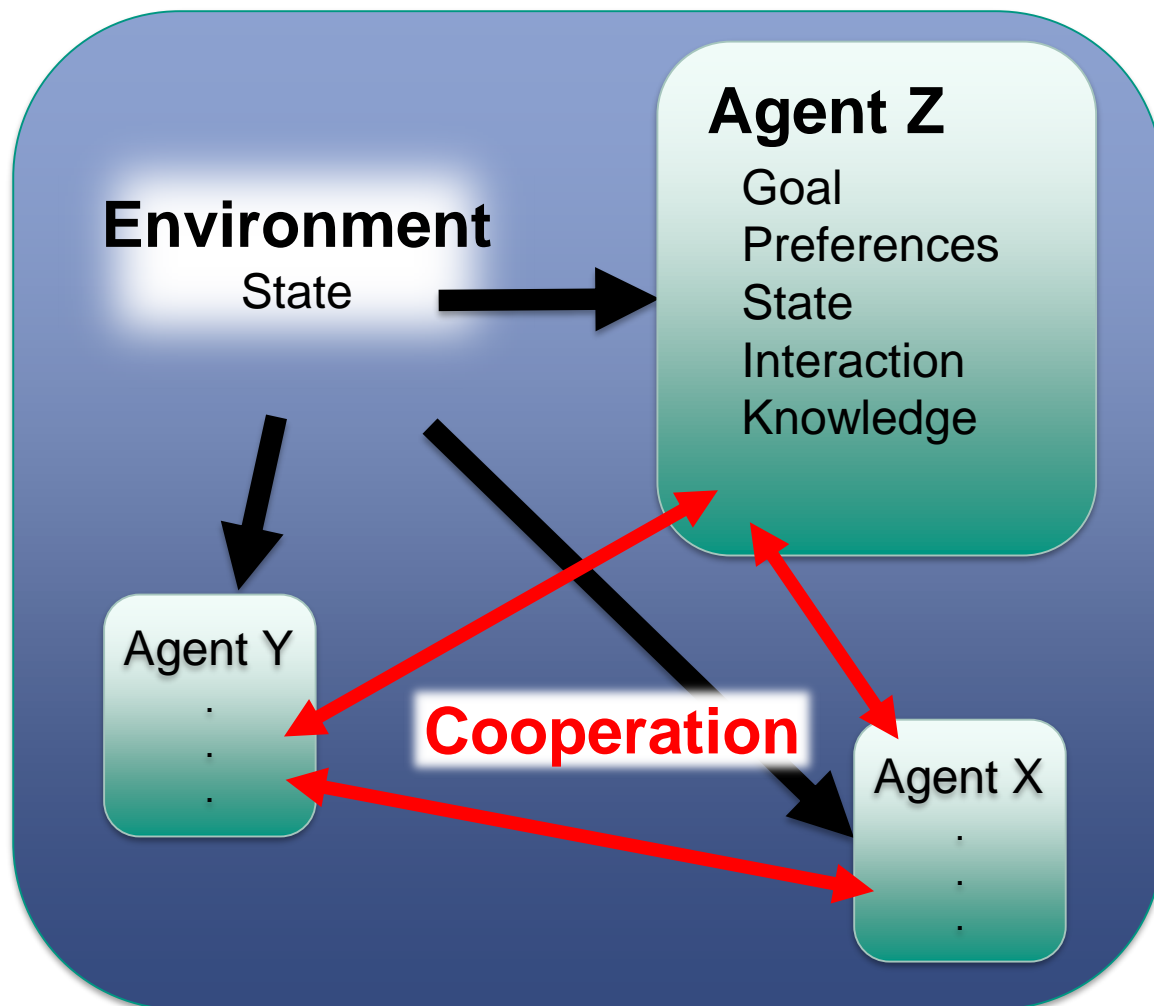 Agent Z
Goal
Preferences
State
Interaction
Knowledge
Environment
State
Agent Y
.
.
.
Cooperation
Agent X
.
.
.